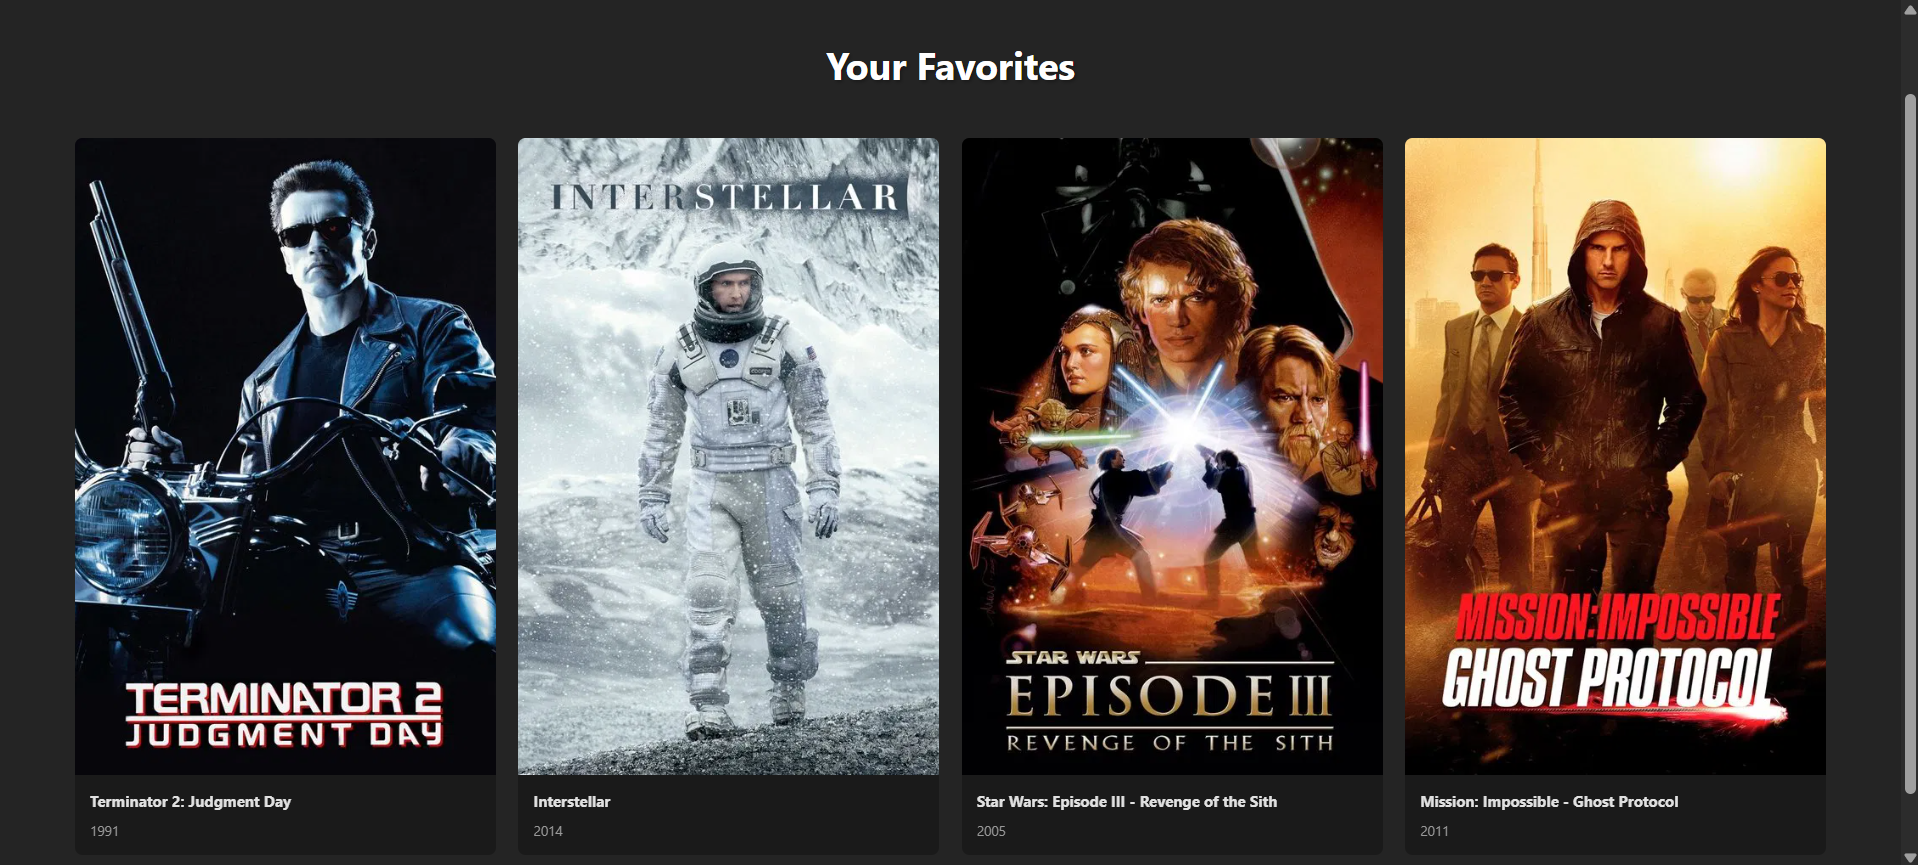 Your Favorites
TERMINATOR 2
JUDGMENT DAY
INTERSTELLAR
STAR WARS
EPISODE III
REVENGE OF THE SITH
MISSION: IMPOSSIBLE
GHOST PROTOCOL
Terminator 2: Judgment Day
1991
Interstellar
2014
Star Wars: Episode III - Revenge of the Sith
2005
Mission: Impossible - Ghost Protocol
2011